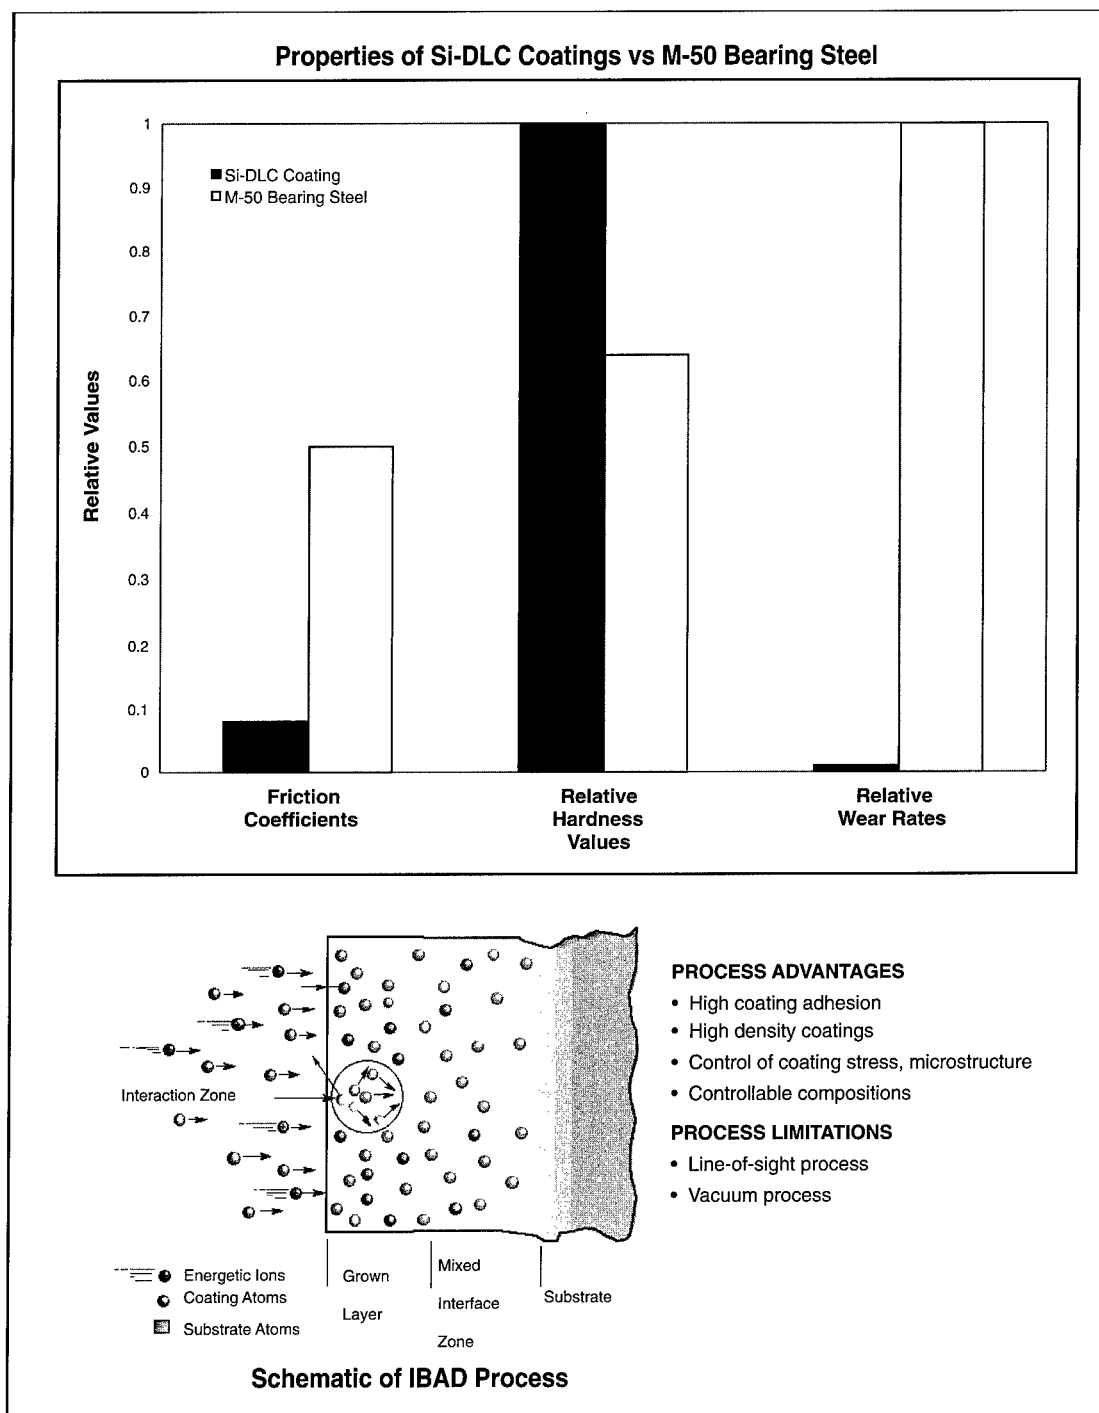 Properties of Si-DLC Coatings vs M-50 Bearing Steel
1
0.9
0.8
0.7
0.6
0.5
0.4
0.3
0.2
0.1
0
Relative Values
Si-DLC Coating
M-50 Bearing Steel
Friction
Coefficients
Relative
Hardness
Values
Relative
Wear Rates
Interaction Zone
Energetic Ions
Coating Atoms
Substrate Atoms
Grown
Layer
Mixed
Interface
Zone
Substrate
Schematic of IBAD Process
PROCESS ADVANTAGES
• High coating adhesion
• High density coatings
• Control of coating stress, microstructure
• Controllable compositions
PROCESS LIMITATIONS
• Line-of-sight process
• Vacuum process